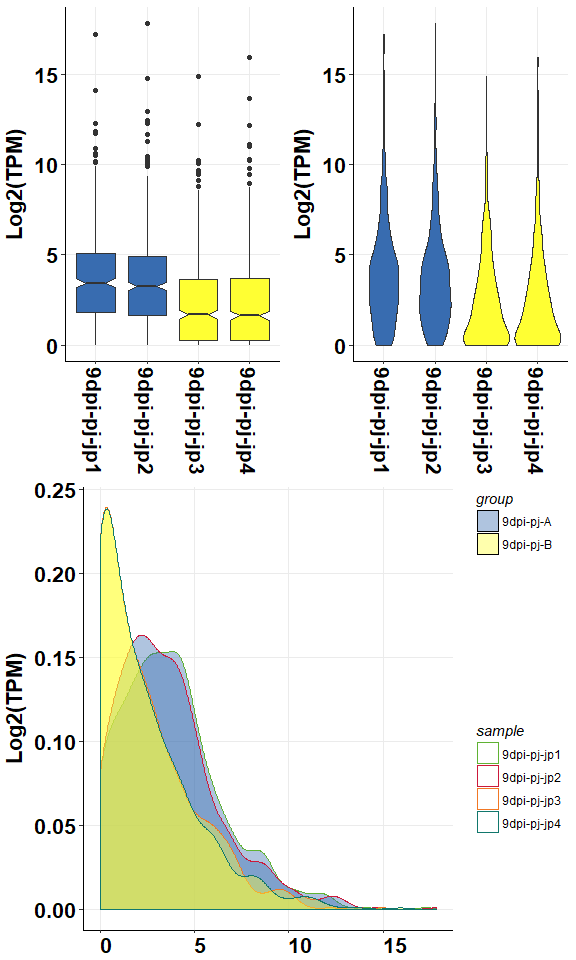 Log2(TPM)
15
10
5
0
9dpi-pj-jp1
9dpi-pj-jp2
9dpi-pj-jp3
9dpi-pj-jp4
Log2(TPM)
15
10
5
0
9dpi-pj-jp1
9dpi-pj-jp2
9dpi-pj-jp3
9dpi-pj-jp4
Log2(TPM)
0.25
0.20
0.15
0.10
0.05
0.00
0
5
10
15
group
9dpi-pj-A
9dpi-pj-B
sample
9dpi-pj-jp1
9dpi-pj-jp2
9dpi-pj-jp3
9dpi-pj-jp4